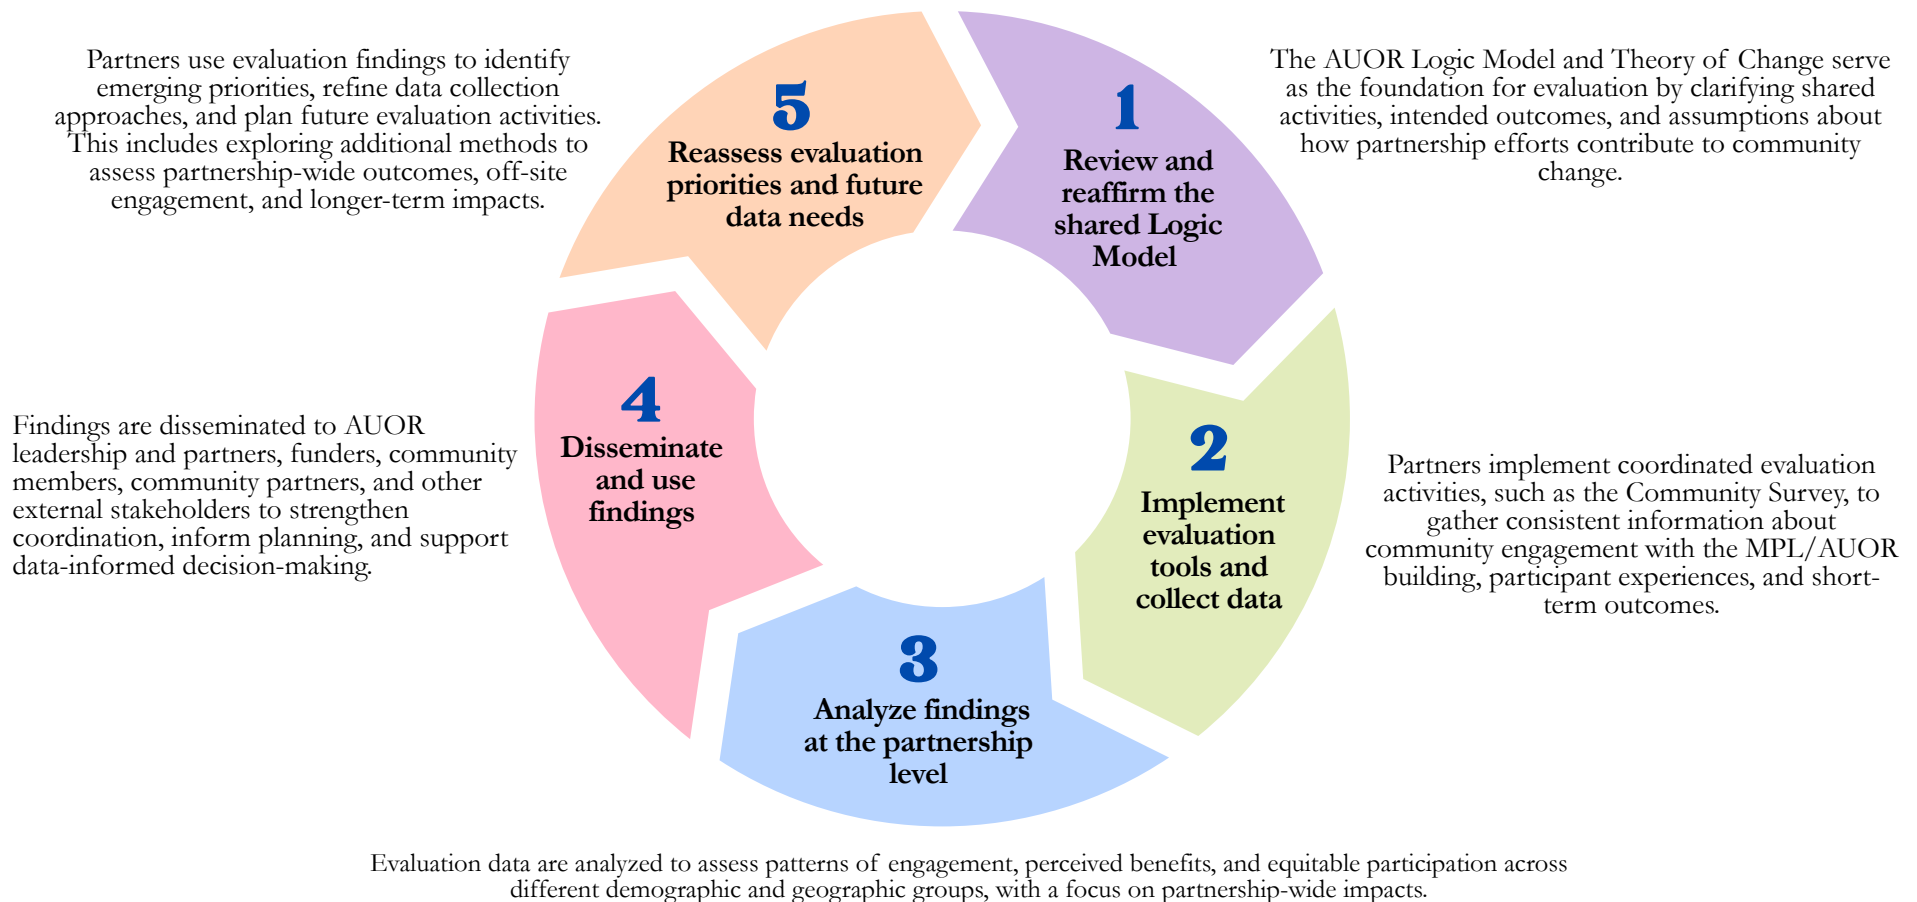 1
Review and
reaffirm the
shared Logic
Model
The AUOR Logic Model and Theory of Change serve
as the foundation for evaluation by clarifying shared
activities, intended outcomes, and assumptions about
how partnership efforts contribute to community
change.
2
Implement
evaluation
tools and
collect data
Partners implement coordinated evaluation
activities, such as the Community Survey, to
gather consistent information about
community engagement with the MPL/AUOR
building, participant experiences, and short-
term outcomes.
3
Analyze findings
at the partnership
level
Evaluation data are analyzed to assess patterns of engagement, perceived benefits, and equitable participation across
different demographic and geographic groups, with a focus on partnership-wide impacts.
4
Disseminate
and use
findings
Findings are disseminated to AUOR
leadership and partners, funders, community
members, community partners, and other
external stakeholders to strengthen
coordination, inform planning, and support
data-informed decision-making.
5
Reassess evaluation
priorities and future
data needs
Partners use evaluation findings to identify
emerging priorities, refine data collection
approaches, and plan future evaluation activities.
This includes exploring additional methods to
assess partnership-wide outcomes, off-site
engagement, and longer-term impacts.